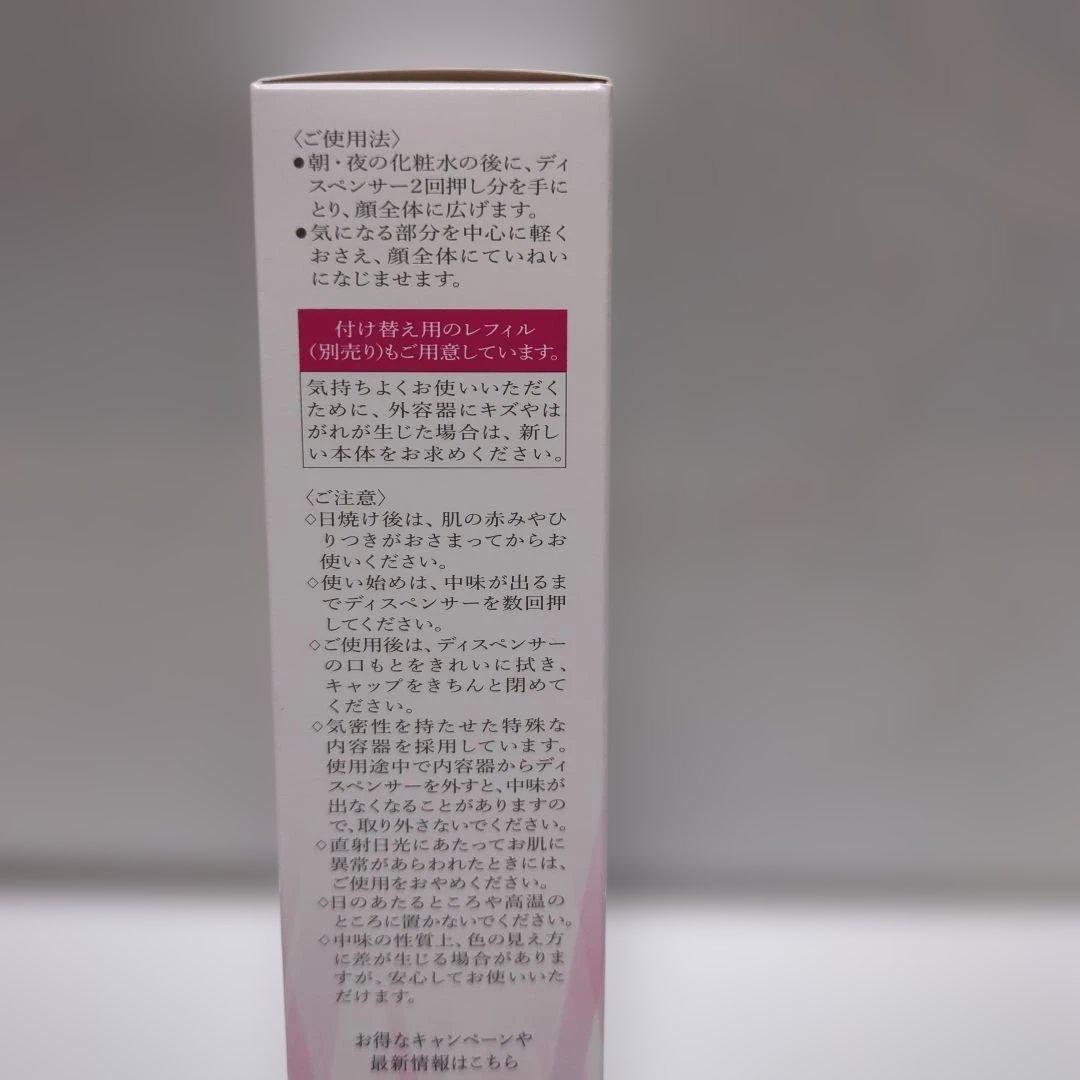 〈ご使用法〉
●朝・夜の化粧水の後に、ディ
スペンサー2回押し分を手に
とり、顔全体に広げます。
●気になる部分を中心に軽く
おさえ、顔全体にていねい
になじませます。
付け替え用のレフィル
(別売り)もご用意しています。
気持ちよくお使いいただく
ために、外容器にキズやは
がれが生じた場合は、新し
い本体をお求めください。
〈ご注意〉
◇日焼け後は、肌の赤みやひ
りつきがおさまってからお
使いください。
◇使い始めは、中味が出るま
でディスペンサーを数回押
してください。
◇ご使用後は、ディスペンサー
の口もとをきれいに拭き、
キャップをきちんと閉めて
ください。
◇気密性を持たせた特殊な
内容器を採用しています。
使用途中で内容器からディ
スペンサーを外すと、中味が
出なくなることがありますの
で、取り外さないでください。
◇直射日光にあたってお肌に
異常があらわれたときには、
ご使用をおやめください。
◇日のあたるところや高温の
ところに置かないでください。
◇中味の性質上、色の見え方
に差が生じる場合がありま
すが、安心してお使いいた
だけます。
お得なキャンペーンや
最新情報はこちら